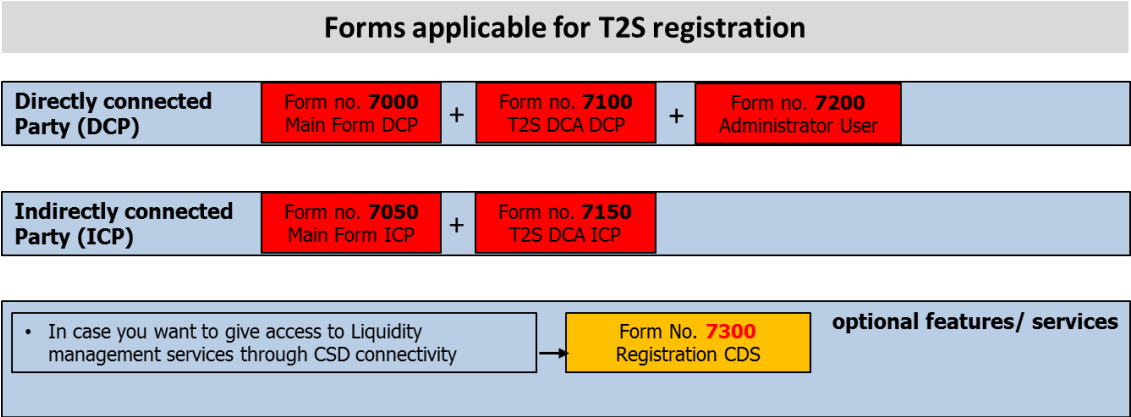 Forms applicable for T2S registration
Directly connected
Party (DCP)
Form no. 7000
Main Form DCP
+
Form no. 7100
T2S DCA DCP
+
Form no. 7200
Administrator User
Indirectly connected
Party (ICP)
Form no. 7050
Main Form ICP
+
Form no. 7150
T2S DCA ICP
• In case you want to give access to Liquidity
management services through CSD connectivity
Form No. 7300
Registration CDS
optional features/ services